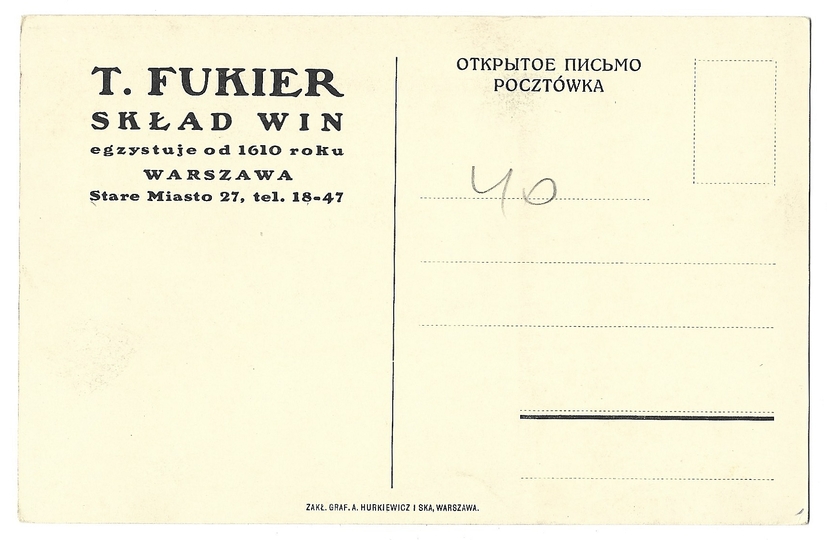 T. FUKIER
SKŁAD WIN
egzystuje od 1610 roku
WARSZAWA
Stare Miasto 27, tel. 18-47
ОТКРЫТОЕ ПИСЬМО
POCZTÓWKA
40
ZAKŁ. GRAF. A. HURKIEWICZ I SKA, WARSZAWA.